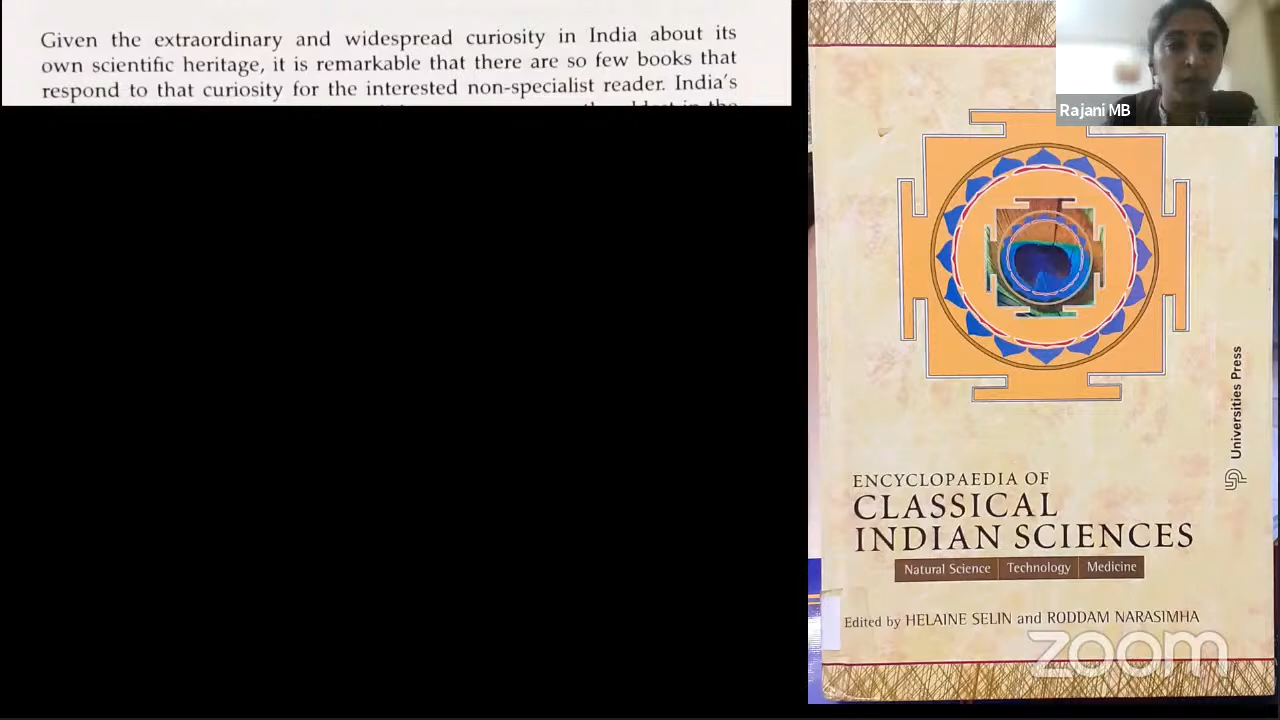 Given the extraordinary and widespread curiosity in India about its
own scientific heritage, it is remarkable that there are so few books that
respond to that curiosity for the interested non-specialist reader. India's
Rajani MB
Universities Press
ENCYCLOPAEDIA OF
CLASSICAL
INDIAN SCIENCES
Natural Science | Technology | Medicine
Edited by HELAINE SELIN and RODDAM NARASIMHA
zoom